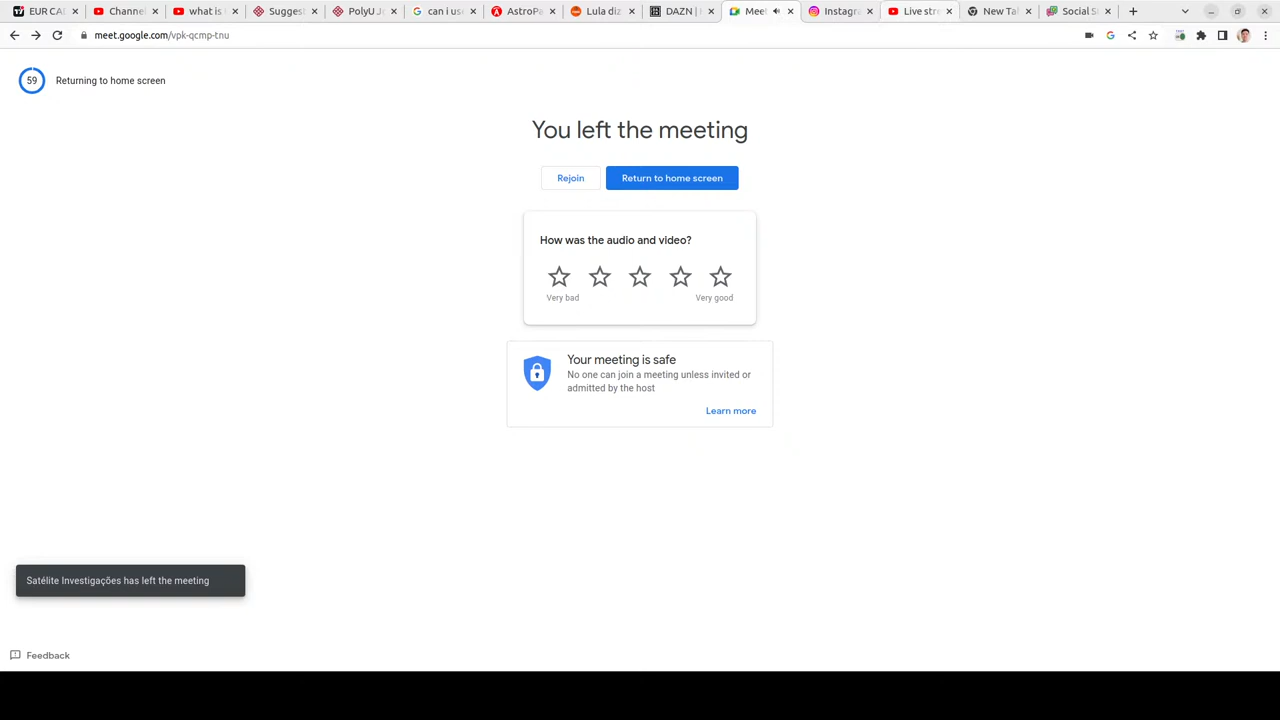 EUR CA
Channel
what is
Suggest
PolyU J
can i use
AstroPa
Lula diz
DAZN |
Meet
Instagra
Live stre
New Ta
Social S
meet.google.com/vpk-qcmp-tnu
59
Returning to home screen
You left the meeting
Rejoin
Return to home screen
How was the audio and video?
Very bad
Very good
Your meeting is safe
No one can join a meeting unless invited or
admitted by the host
Learn more
Satélite Investigações has left the meeting
Feedback